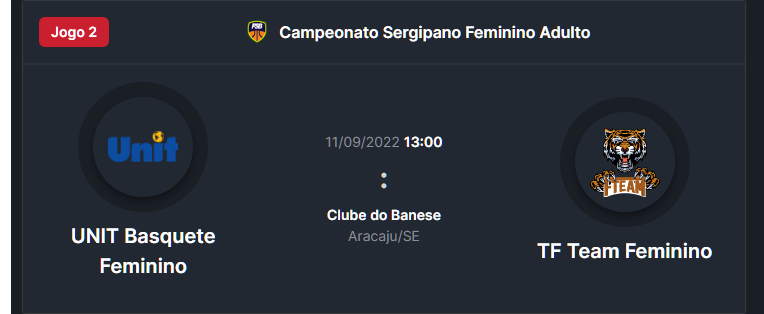 Jogo 2
FSB
Campeonato Sergipano Feminino Adulto
Unit
UNIT Basquete
Feminino
11/09/2022 13:00
:
Clube do Banese
Aracaju/SE
TEAM
TF Team Feminino